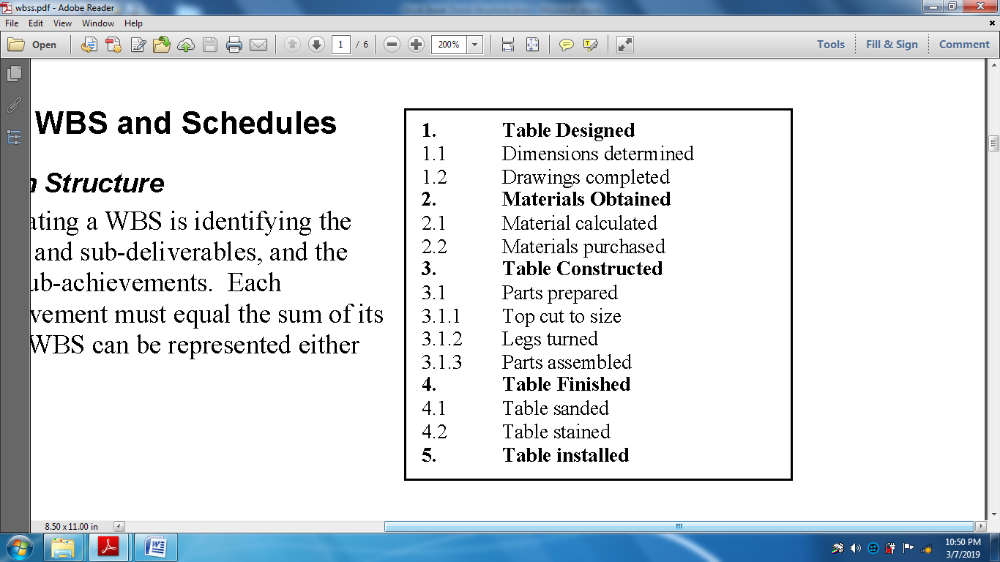 wbss.pdf - Adobe Reader
File Edit View Window Help
Open 1 / 6 200% Tools Fill & Sign Comment
WBS and Schedules
n Structure
ating a WBS is identifying the
and sub-deliverables, and the
ub-achievements. Each
vement must equal the sum of its
WBS can be represented either
1. Table Designed
1.1 Dimensions determined
1.2 Drawings completed
2. Materials Obtained
2.1 Material calculated
2.2 Materials purchased
3. Table Constructed
3.1 Parts prepared
3.1.1 Top cut to size
3.1.2 Legs turned
3.1.3 Parts assembled
4. Table Finished
4.1 Table sanded
4.2 Table stained
5. Table installed
8.50 x 11.00 in
10:50 PM
3/7/2019